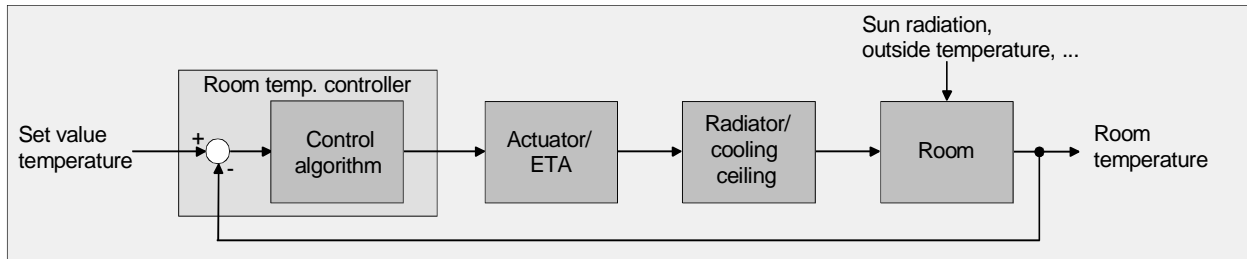 Sun radiation,
outside temperature, ...
Room temp. controller
Set value
temperature
+
-
Control
algorithm
Actuator/
ETA
Radiator/
cooling
ceiling
Room
Room
temperature